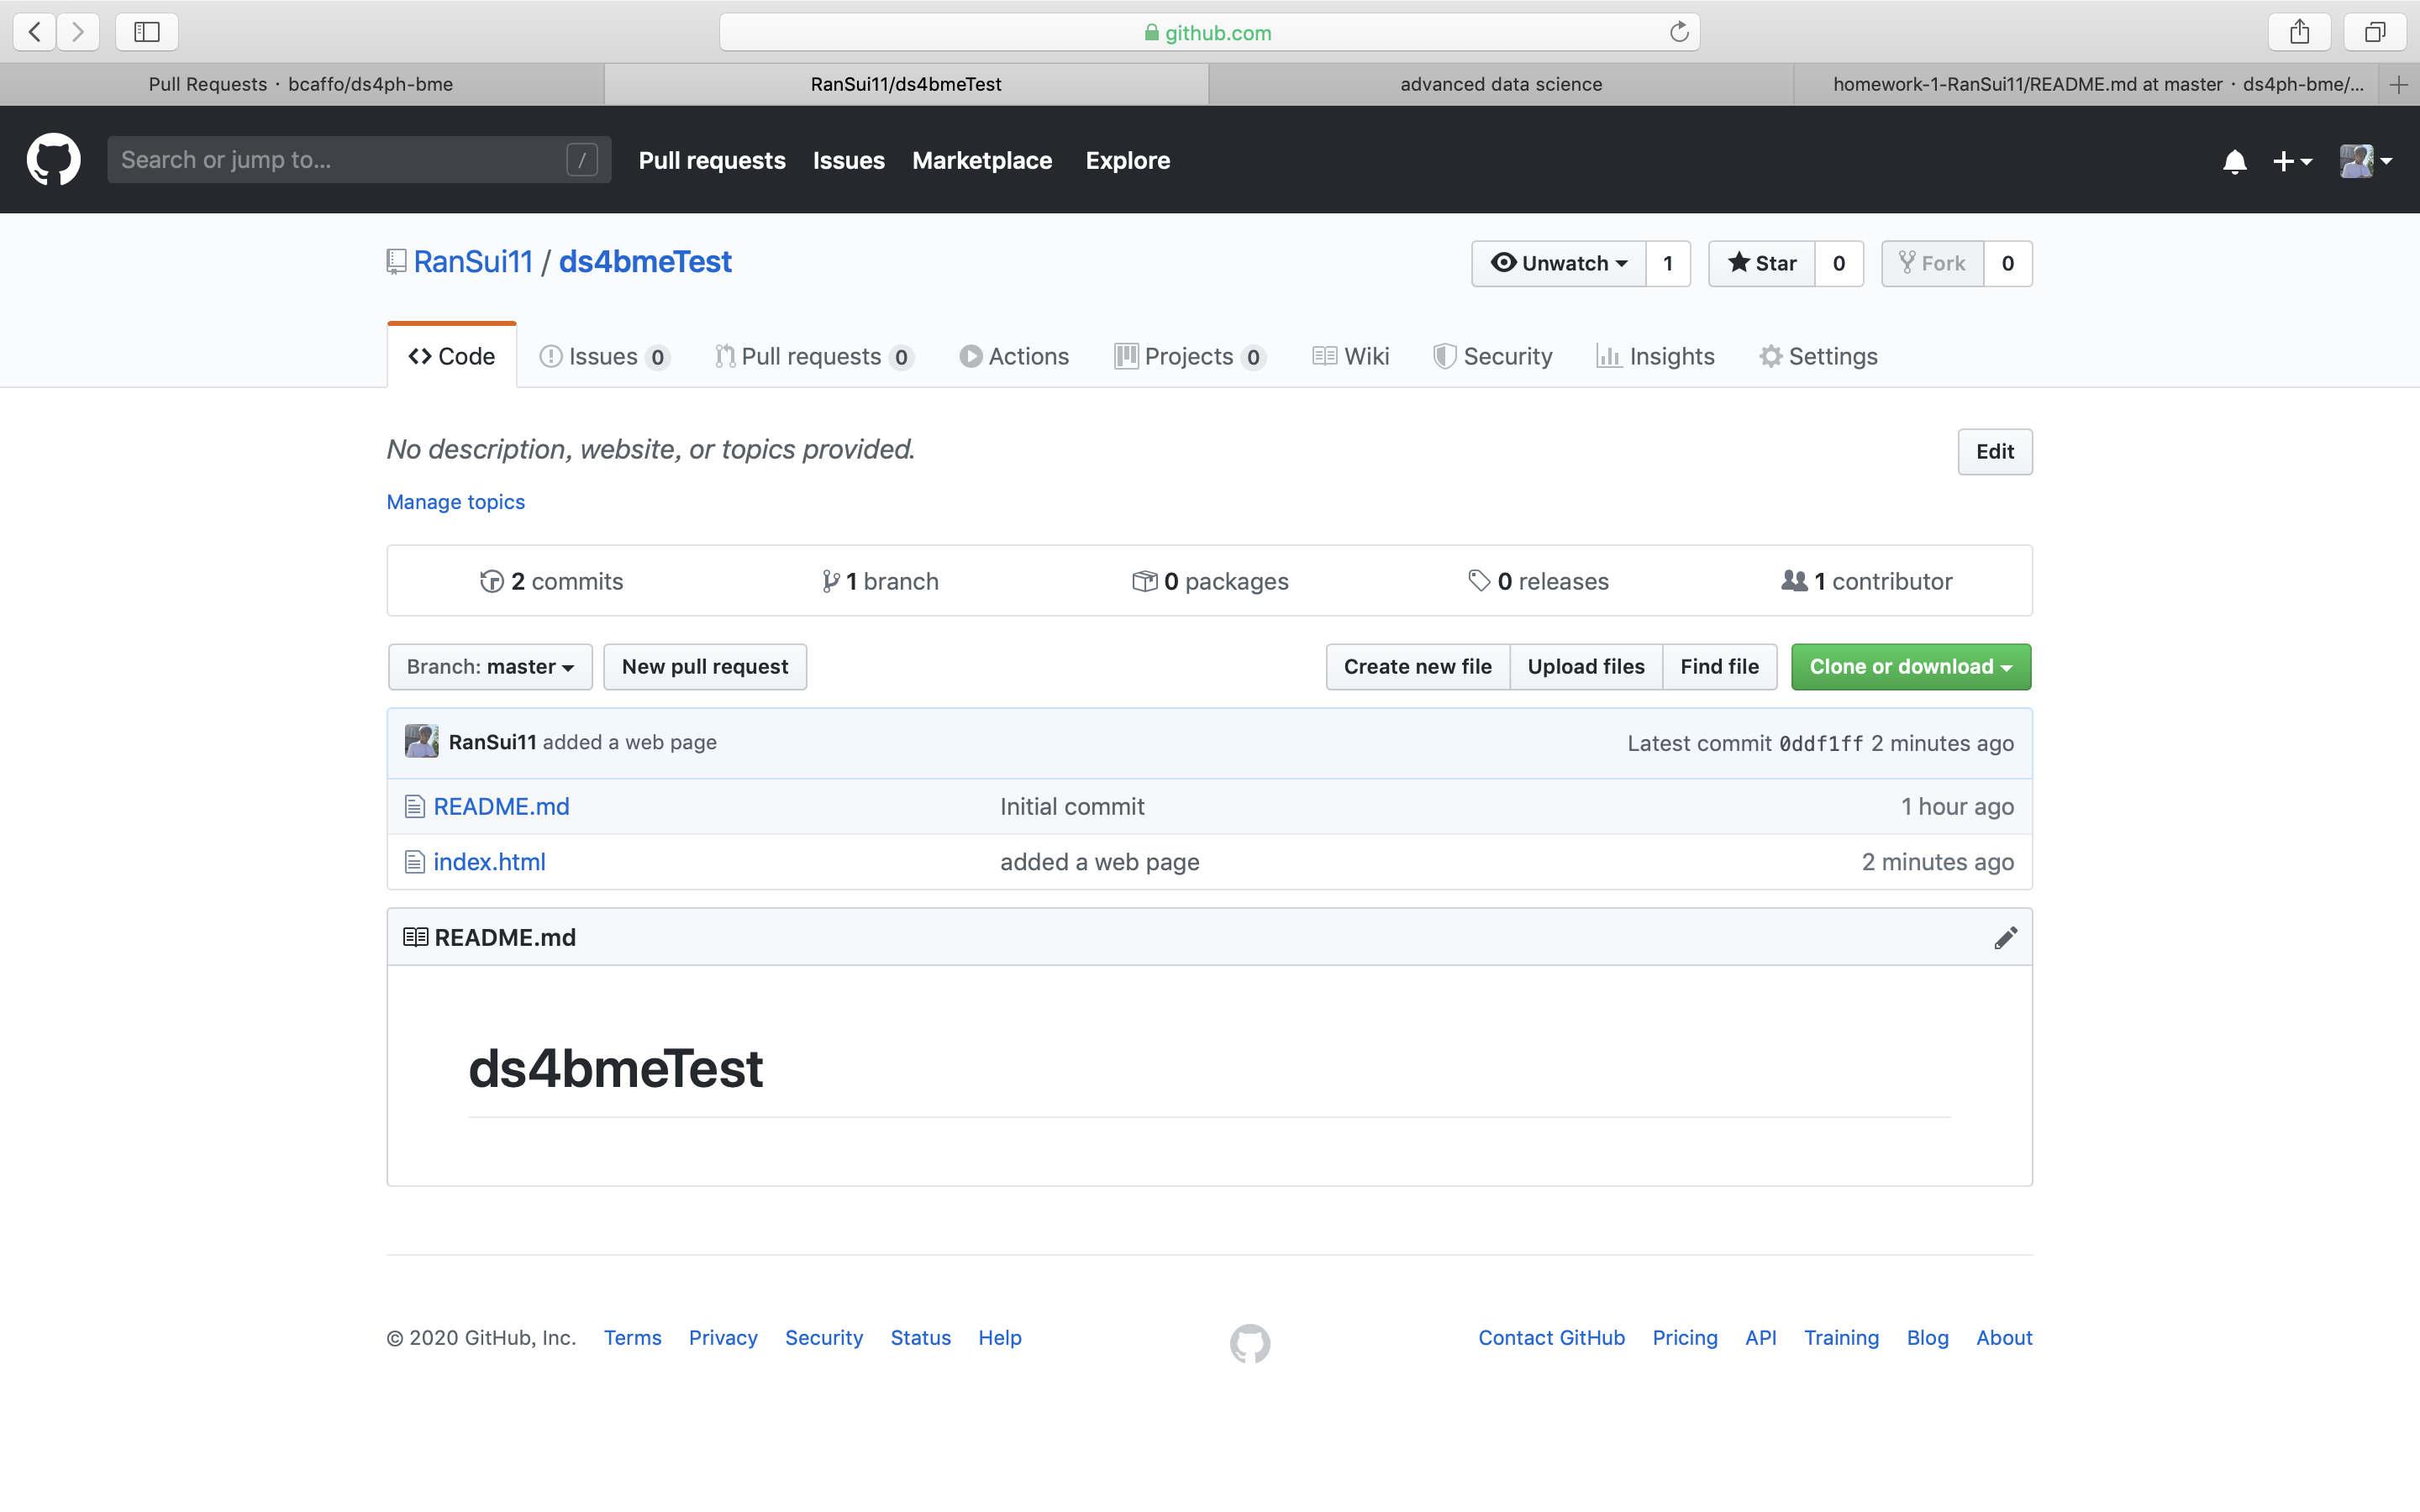 github.com
Pull Requests · bcaffo/ds4ph-bme RanSui11/ds4bmeTest advanced data science homework-1-RanSui11/README.md at master · ds4ph-bme/...
Search or jump to... / Pull requests Issues Marketplace Explore
RanSui11 / ds4bmeTest Unwatch 1 Star 0 Fork 0
Code Issues 0 Pull requests 0 Actions Projects 0 Wiki Security Insights Settings
No description, website, or topics provided. Edit
Manage topics
2 commits 1 branch 0 packages 0 releases 1 contributor
Branch: master New pull request Create new file Upload files Find file Clone or download
RanSui11 added a web page Latest commit 0ddf1ff 2 minutes ago
README.md Initial commit 1 hour ago
index.html added a web page 2 minutes ago
README.md
ds4bmeTest
© 2020 GitHub, Inc. Terms Privacy Security Status Help Contact GitHub Pricing API Training Blog About